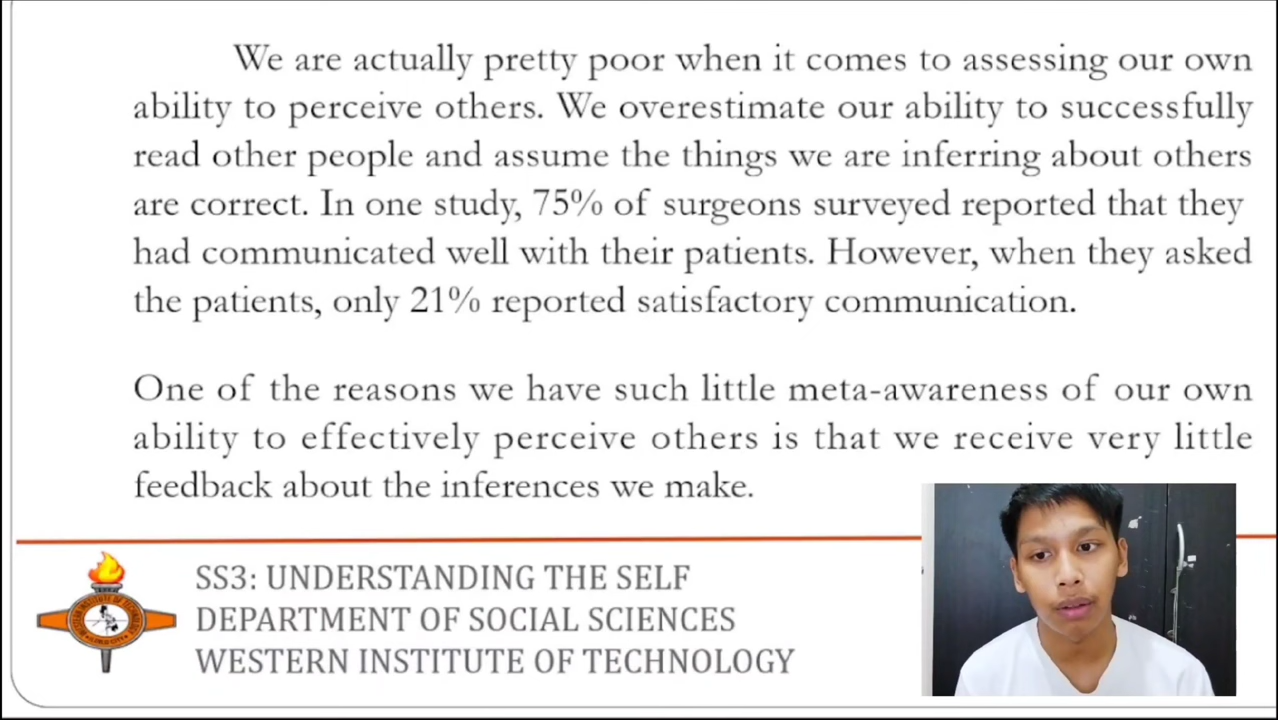 We are actually pretty poor when it comes to assessing our own
ability to perceive others. We overestimate our ability to successfully
read other people and assume the things we are inferring about others
are correct. In one study, 75% of surgeons surveyed reported that they
had communicated well with their patients. However, when they asked
the patients, only 21% reported satisfactory communication.
One of the reasons we have such little meta-awareness of our own
ability to effectively perceive others is that we receive very little
feedback about the inferences we make.
SS3: UNDERSTANDING THE SELF
DEPARTMENT OF SOCIAL SCIENCES
WESTERN INSTITUTE OF TECHNOLOGY